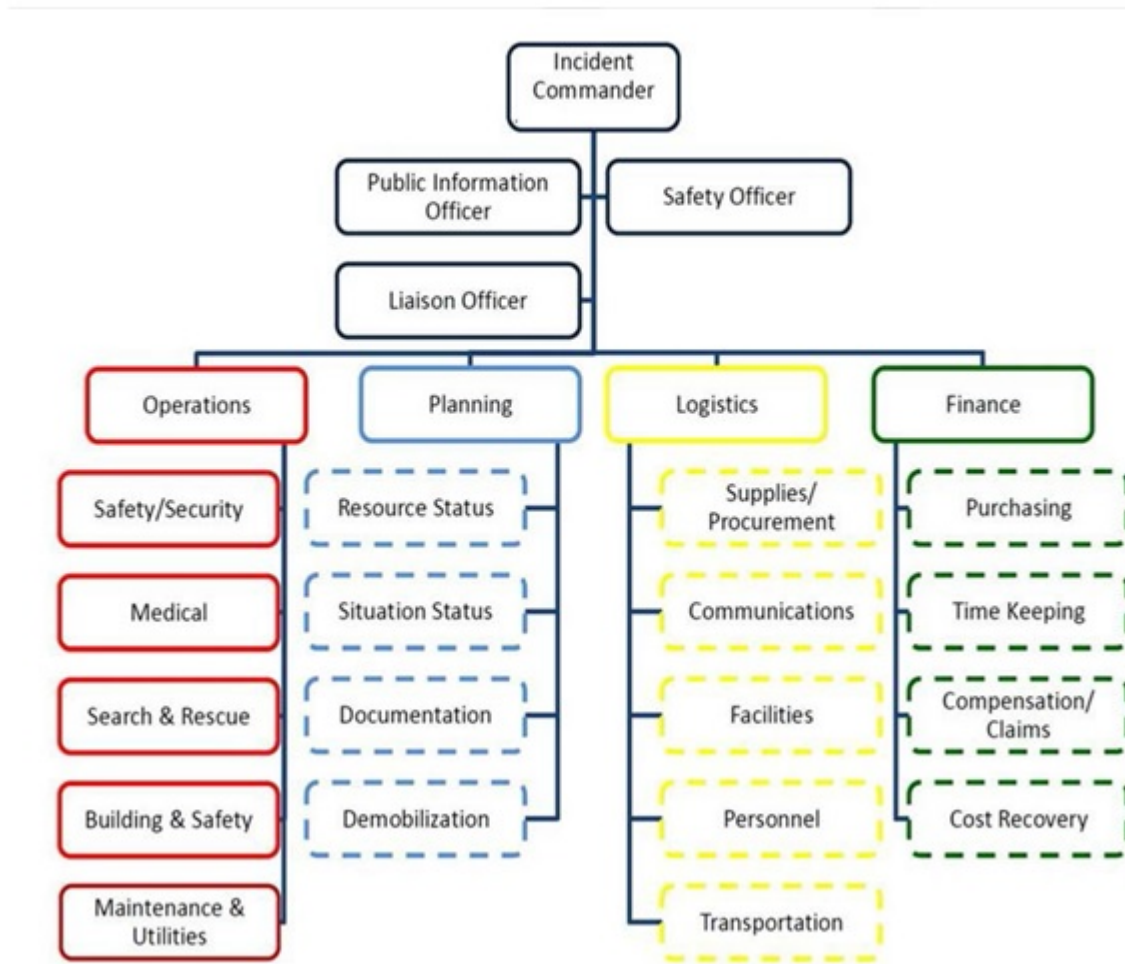 Incident
Commander
Public Information
Officer
Safety Officer
Liaison Officer
Operations
Planning
Logistics
Finance
Safety/Security
Resource Status
Supplies/
Procurement
Purchasing
Medical
Situation Status
Communications
Time Keeping
Search & Rescue
Documentation
Facilities
Compensation/
Claims
Building & Safety
Demobilization
Personnel
Cost Recovery
Maintenance &
Utilities
Transportation